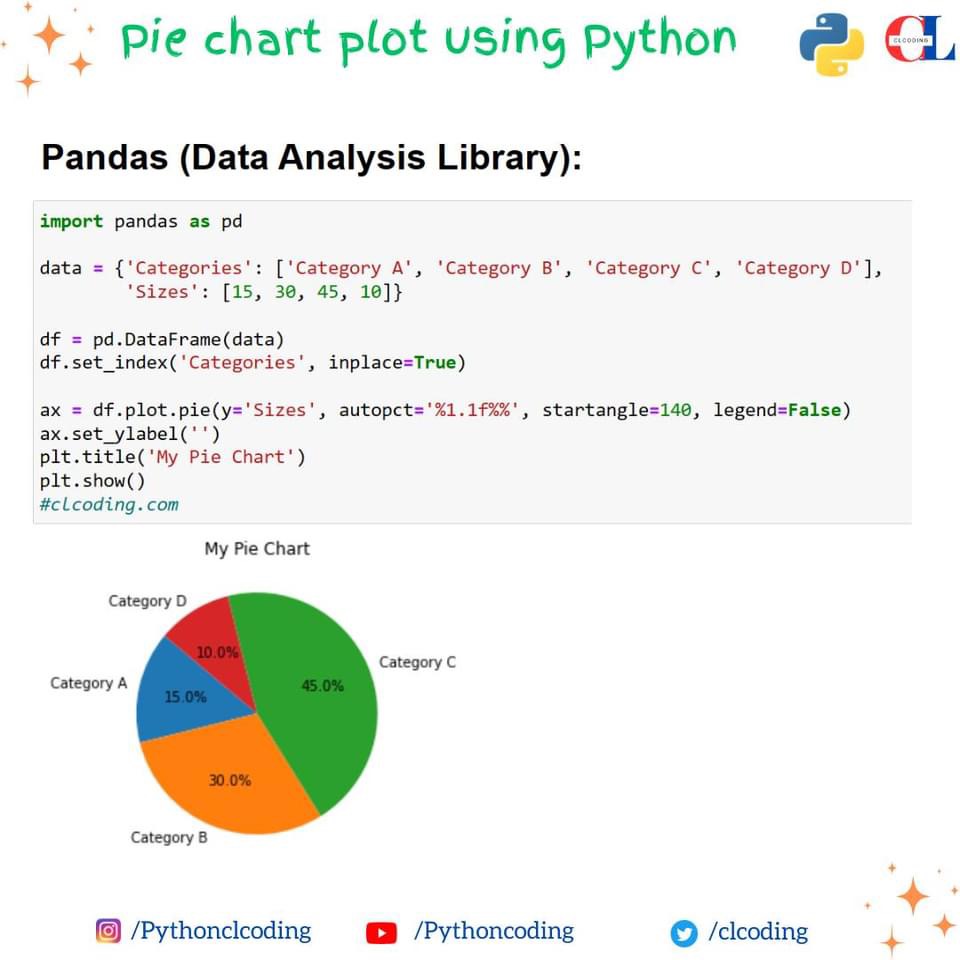 Pie chart plot using Python
CLCODING
Pandas (Data Analysis Library):
import pandas as pd
data = {'Categories': ['Category A', 'Category B', 'Category C', 'Category D'],
'Sizes': [15, 30, 45, 10]}
df = pd.DataFrame(data)
df.set_index('Categories', inplace=True)
ax = df.plot.pie(y='Sizes', autopct='%1.1f%%', startangle=140, legend=False)
ax.set_ylabel('')
plt.title('My Pie Chart')
plt.show()
#clcoding.com
My Pie Chart
Category D
10.0%
Category C
45.0%
Category A
15.0%
30.0%
Category B
/Pythonclcoding
/Pythoncoding
/clcoding